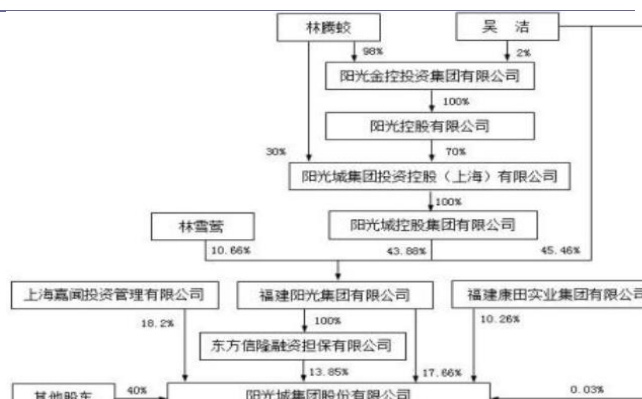 林腾蛟
吴 洁
98%
2%
阳光金控投资集团有限公司
100%
阳光控股有限公司
30%
70%
阳光城集团投资控股（上海）有限公司
100%
林雪莺
阳光城控股集团有限公司
10.66%
43.88%
45.46%
上海嘉闻投资管理有限公司
福建阳光集团有限公司
福建康田实业集团有限公司
18.2%
100%
10.26%
东方信隆融资担保有限公司
13.85%
17.66%
其他股东
40%
阳光城集团股份有限公司
0.03%